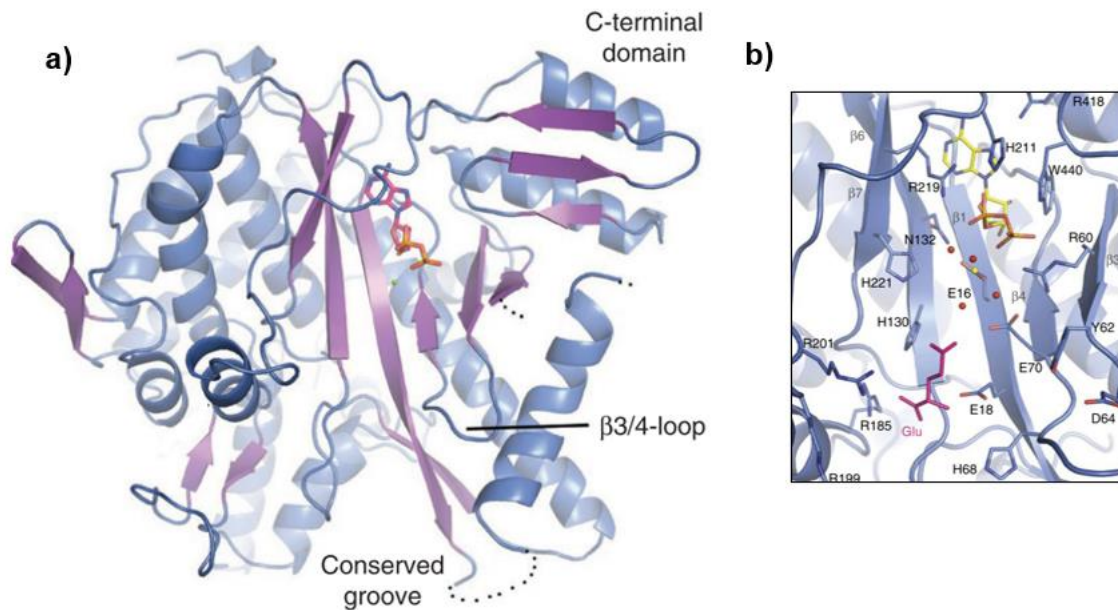 a)
C-terminal
domain
β3/4-loop
Conserved
groove
b)
R418
β6
H211
W440
R219
β7
β1
R60
N132
β3
H221
E16
β4
H130
Y62
R201
E70
E18
D64
R185
Glu
H68
R199